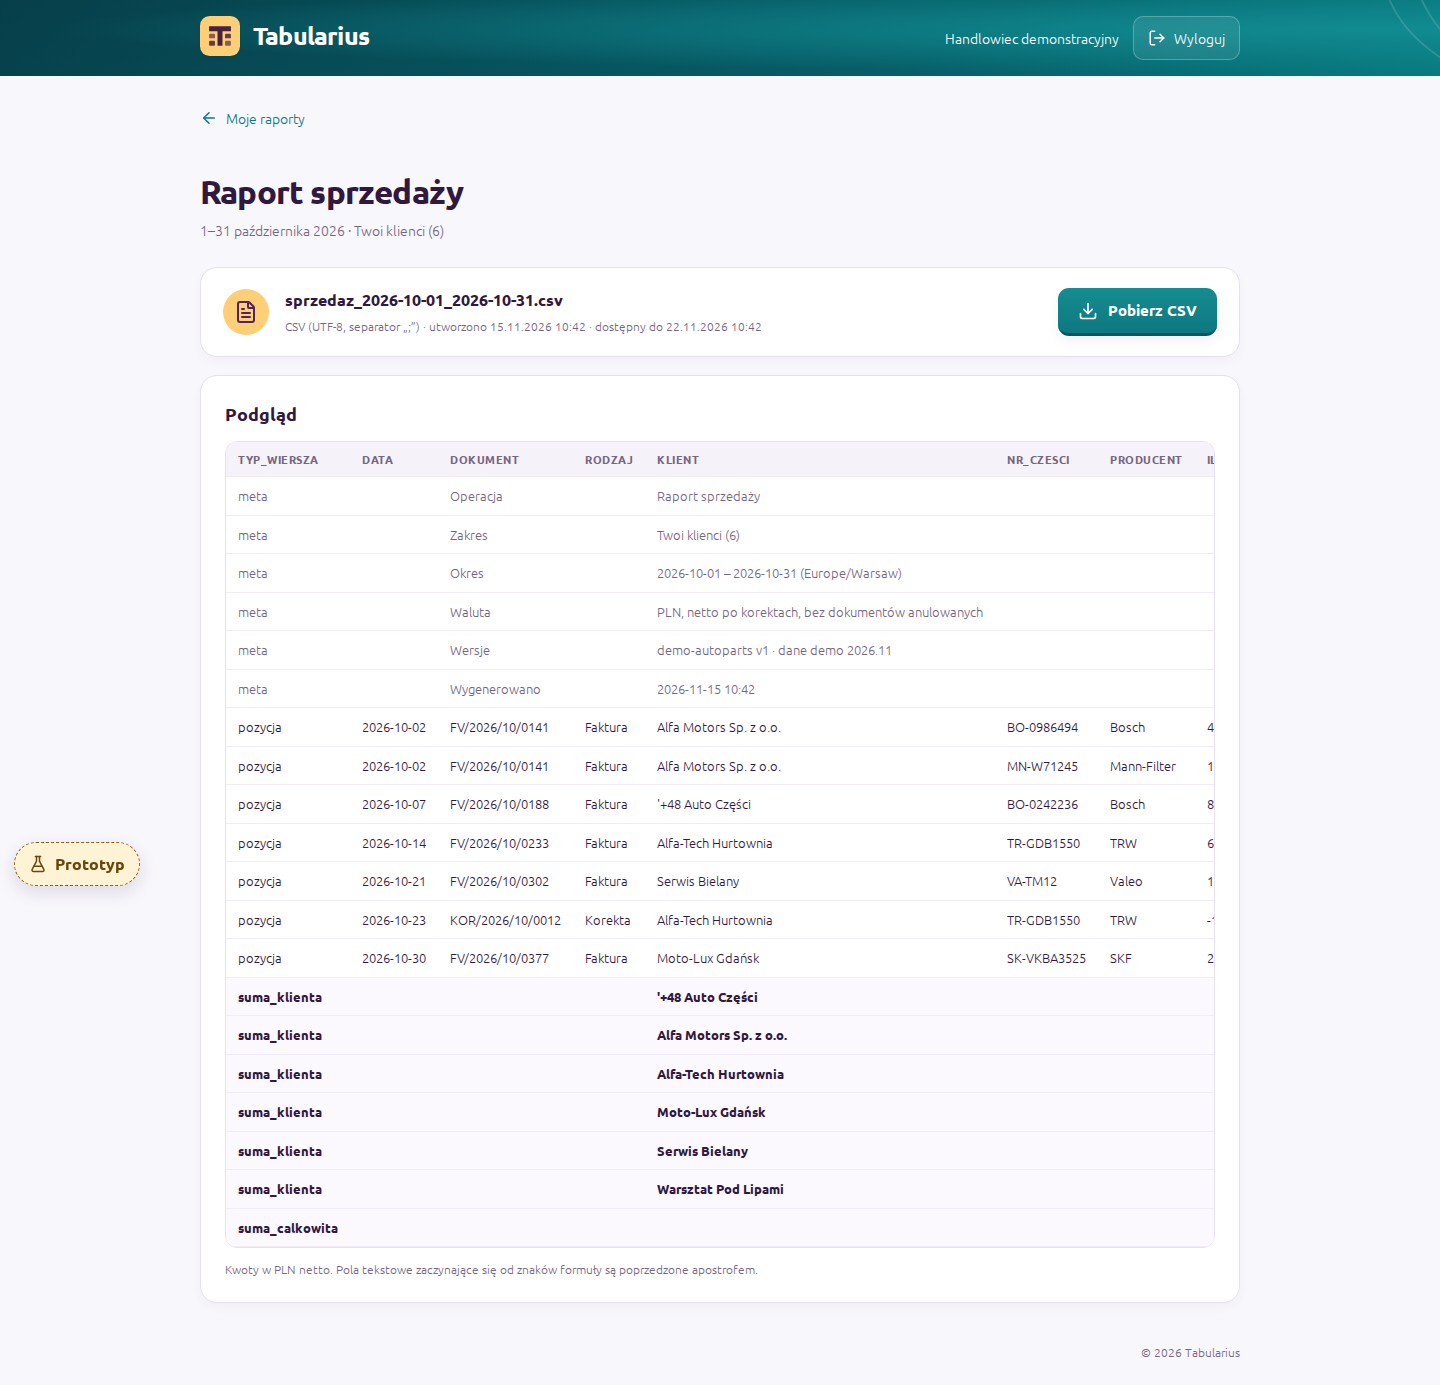 Tabularius
Handlowiec demonstracyjny
Wyloguj
Moje raporty
Raport sprzedaży
1–31 października 2026 · Twoi klienci (6)
sprzedaz_2026-10-01_2026-10-31.csv
CSV (UTF-8, separator „;”) · utworzono 15.11.2026 10:42 · dostępny do 22.11.2026 10:42
Pobierz CSV
Podgląd
TYP_WIERSZA DATA DOKUMENT RODZAJ KLIENT NR_CZESCI PRODUCENT
meta Operacja Raport sprzedaży
meta Zakres Twoi klienci (6)
meta Okres 2026-10-01 – 2026-10-31 (Europe/Warsaw)
meta Waluta PLN, netto po korektach, bez dokumentów anulowanych
meta Wersje demo-autoparts v1 · dane demo 2026.11
meta Wygenerowano 2026-11-15 10:42
pozycja 2026-10-02 FV/2026/10/0141 Faktura Alfa Motors Sp. z o.o. BO-0986494 Bosch 4
pozycja 2026-10-02 FV/2026/10/0141 Faktura Alfa Motors Sp. z o.o. MN-W71245 Mann-Filter 1
pozycja 2026-10-07 FV/2026/10/0188 Faktura '+48 Auto Części BO-0242236 Bosch 8
pozycja 2026-10-14 FV/2026/10/0233 Faktura Alfa-Tech Hurtownia TR-GDB1550 TRW 6
pozycja 2026-10-21 FV/2026/10/0302 Faktura Serwis Bielany VA-TM12 Valeo 1
pozycja 2026-10-23 KOR/2026/10/0012 Korekta Alfa-Tech Hurtownia TR-GDB1550 TRW
pozycja 2026-10-30 FV/2026/10/0377 Faktura Moto-Lux Gdańsk SK-VKBA3525 SKF 2
suma_klienta '+48 Auto Części
suma_klienta Alfa Motors Sp. z o.o.
suma_klienta Alfa-Tech Hurtownia
suma_klienta Moto-Lux Gdańsk
suma_klienta Serwis Bielany
suma_klienta Warsztat Pod Lipami
suma_calkowita
Kwoty w PLN netto. Pola tekstowe zaczynające się od znaków formuły są poprzedzone apostrofem.
Prototyp
© 2026 Tabularius